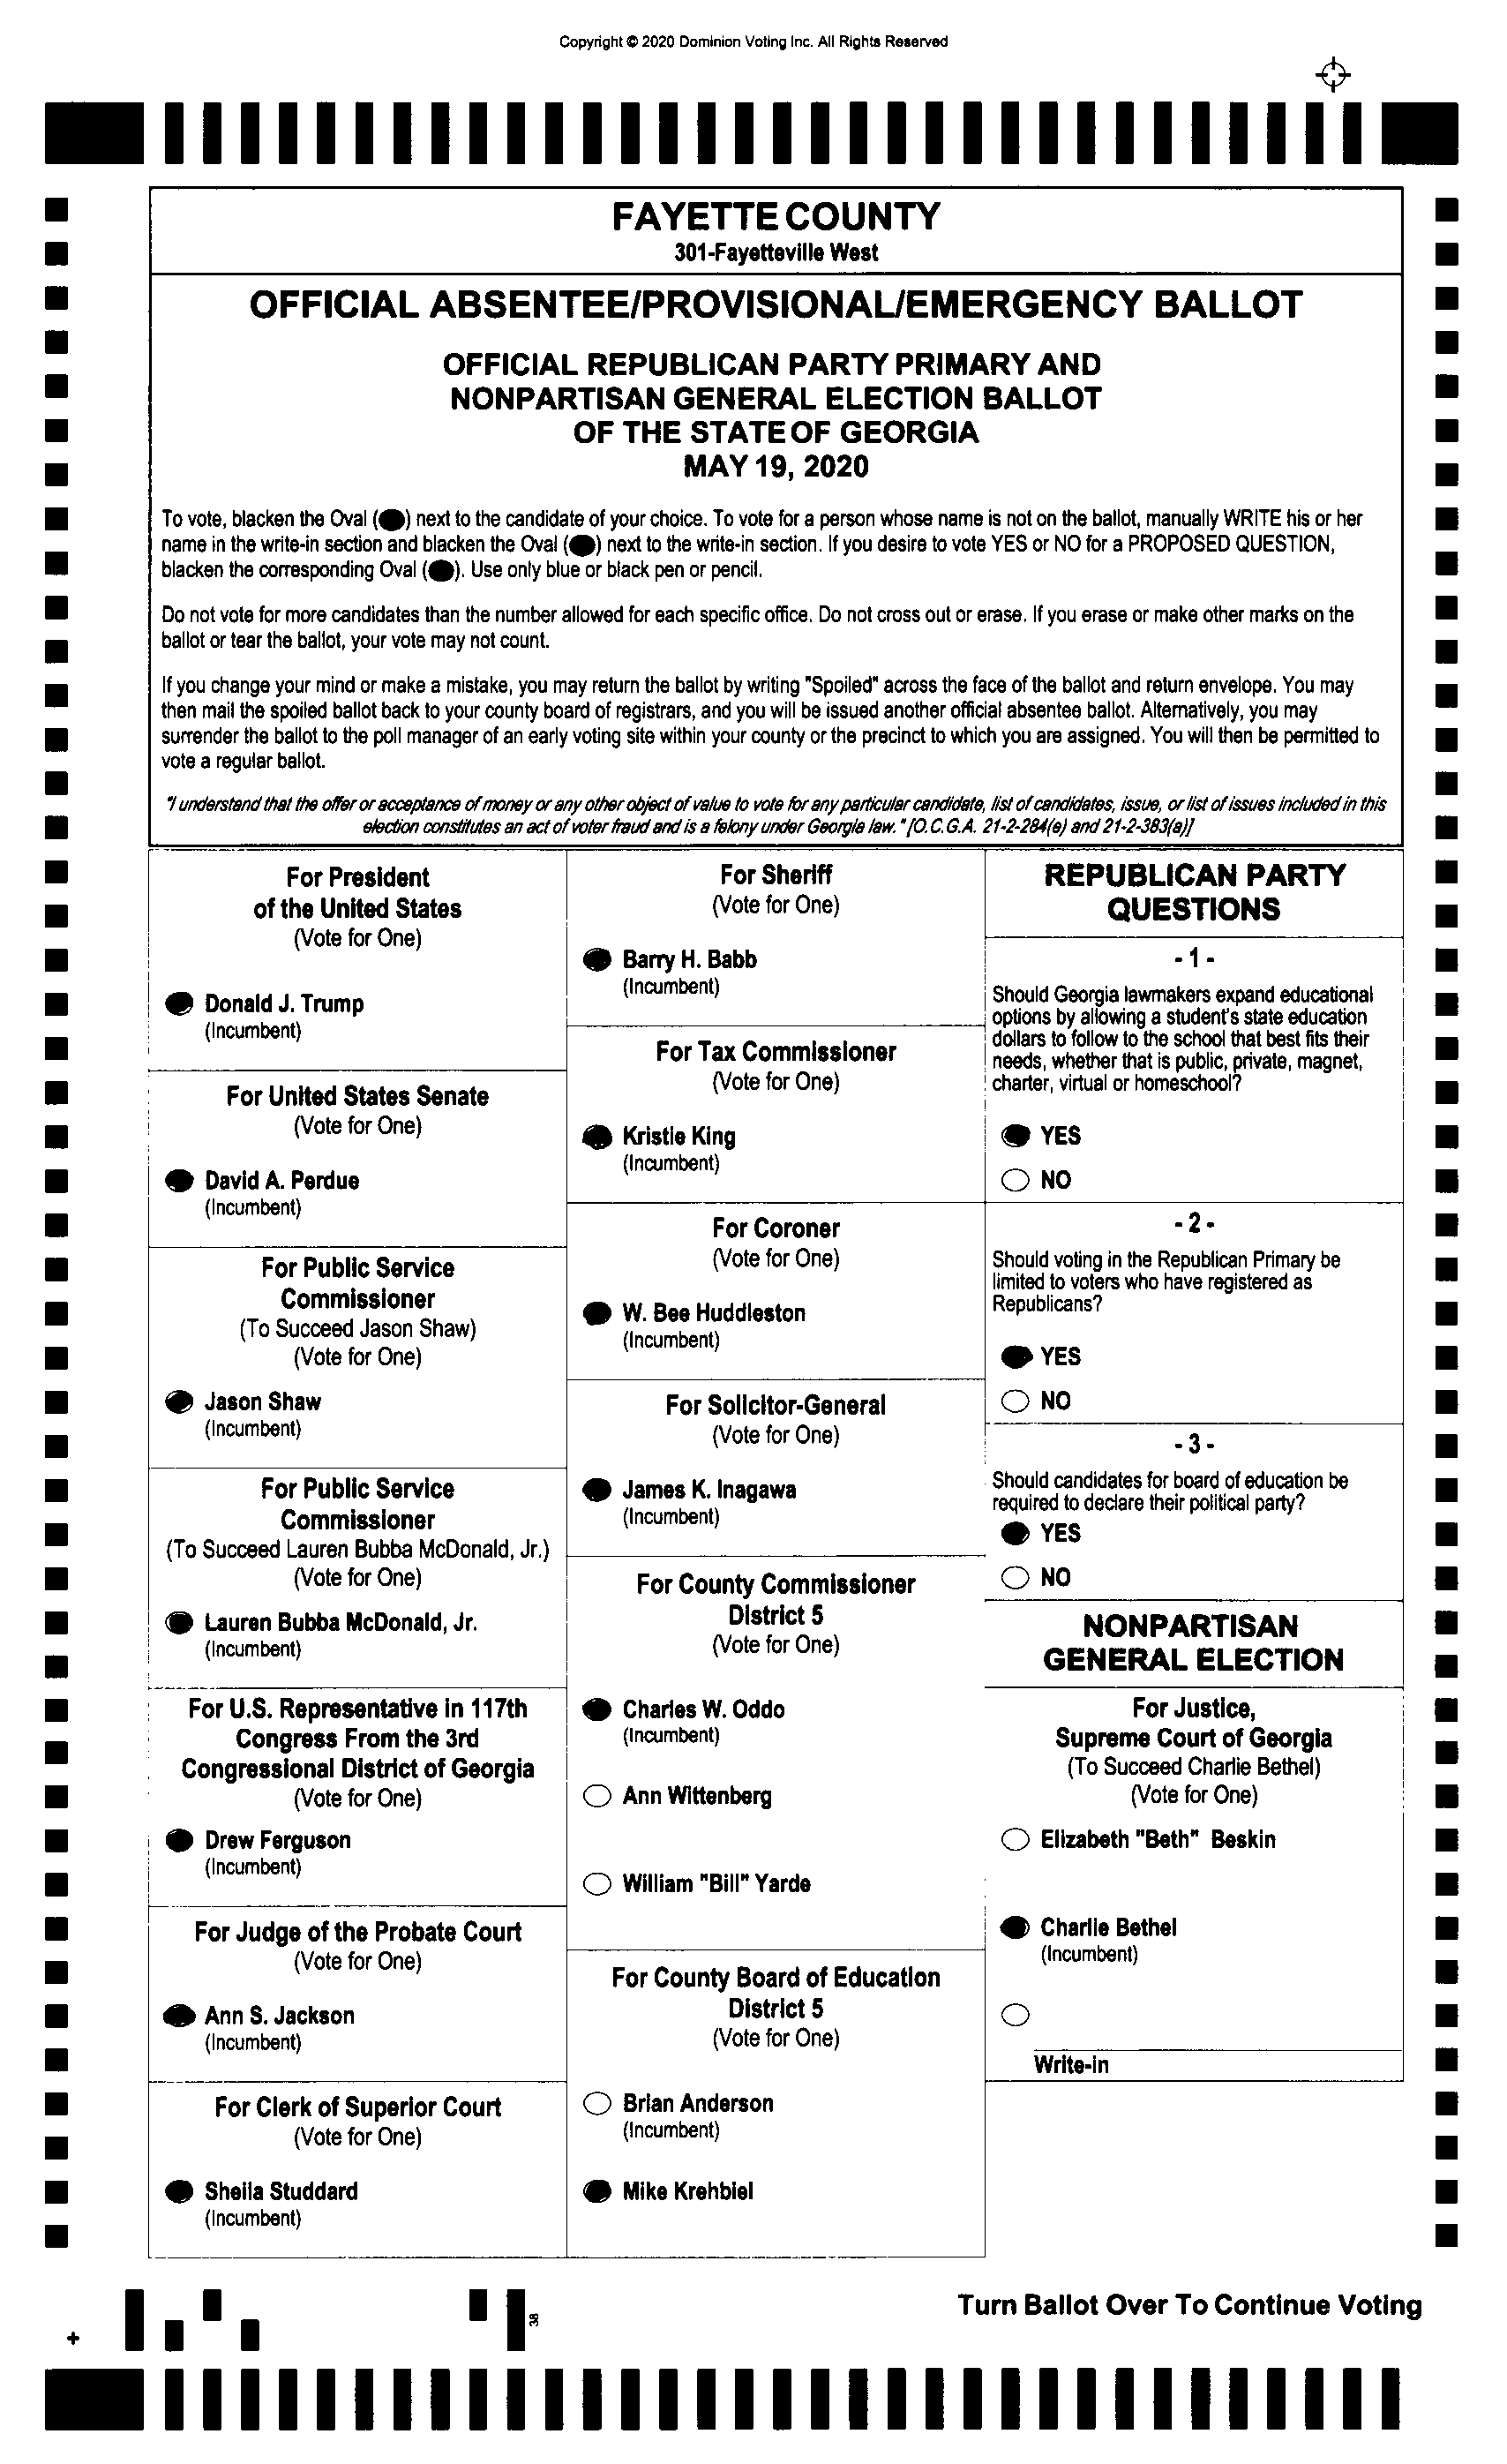 Copyright © 2020 Dominion Voting Inc. All Rights Reserved
FAYETTE COUNTY
301-Fayetteville West
OFFICIAL ABSENTEE/PROVISIONAL/EMERGENCY BALLOT
OFFICIAL REPUBLICAN PARTY PRIMARY AND
NONPARTISAN GENERAL ELECTION BALLOT
OF THE STATE OF GEORGIA
MAY 19, 2020
To vote, blacken the Oval (●) next to the candidate of your choice. To vote for a person whose name is not on the ballot, manually WRITE his or her
name in the write-in section and blacken the Oval (●) next to the write-in section. If you desire to vote YES or NO for a PROPOSED QUESTION,
blacken the corresponding Oval (●). Use only blue or black pen or pencil.
Do not vote for more candidates than the number allowed for each specific office. Do not cross out or erase. If you erase or make other marks on the
ballot or tear the ballot, your vote may not count.
If you change your mind or make a mistake, you may return the ballot by writing "Spoiled" across the face of the ballot and return envelope. You may
then mail the spoiled ballot back to your county board of registrars, and you will be issued another official absentee ballot. Alternatively, you may
surrender the ballot to the poll manager of an early voting site within your county or the precinct to which you are assigned. You will then be permitted to
vote a regular ballot.
"I understand that the offer or acceptance of money or any other object of value to vote for any particular candidate, list of candidates, issue, or list of issues included in this
election constitutes an act of voter fraud and is a felony under Georgia law." [O.C.G.A. 21-2-284(e) and 21-2-383(a)]
For President
of the United States
(Vote for One)
Donald J. Trump
(Incumbent)
For United States Senate
(Vote for One)
David A. Perdue
(Incumbent)
For Public Service
Commissioner
(To Succeed Jason Shaw)
(Vote for One)
Jason Shaw
(Incumbent)
For Public Service
Commissioner
(To Succeed Lauren Bubba McDonald, Jr.)
(Vote for One)
Lauren Bubba McDonald, Jr.
(Incumbent)
For U.S. Representative in 117th
Congress From the 3rd
Congressional District of Georgia
(Vote for One)
Drew Ferguson
(Incumbent)
For Judge of the Probate Court
(Vote for One)
Ann S. Jackson
(Incumbent)
For Clerk of Superior Court
(Vote for One)
Sheila Studdard
(Incumbent)
For Sheriff
(Vote for One)
Barry H. Babb
(Incumbent)
For Tax Commissioner
(Vote for One)
Kristie King
(Incumbent)
For Coroner
(Vote for One)
W. Bee Huddleston
(Incumbent)
For Solicitor-General
(Vote for One)
James K. Inagawa
(Incumbent)
For County Commissioner
District 5
(Vote for One)
Charles W. Oddo
(Incumbent)
Ann Wittenberg
William "Bill" Yarde
For County Board of Education
District 5
(Vote for One)
Brian Anderson
(Incumbent)
Mike Krehbiel
REPUBLICAN PARTY
QUESTIONS
- 1 -
Should Georgia lawmakers expand educational
options by allowing a student's state education
dollars to follow to the school that best fits their
needs, whether that is public, private, magnet,
charter, virtual or homeschool?
YES
NO
- 2 -
Should voting in the Republican Primary be
limited to voters who have registered as
Republicans?
YES
NO
- 3 -
Should candidates for board of education be
required to declare their political party?
YES
NO
NONPARTISAN
GENERAL ELECTION
For Justice,
Supreme Court of Georgia
(To Succeed Charlie Bethel)
(Vote for One)
Elizabeth "Beth" Beskin
Charlie Bethel
(Incumbent)
Write-in
38
Turn Ballot Over To Continue Voting